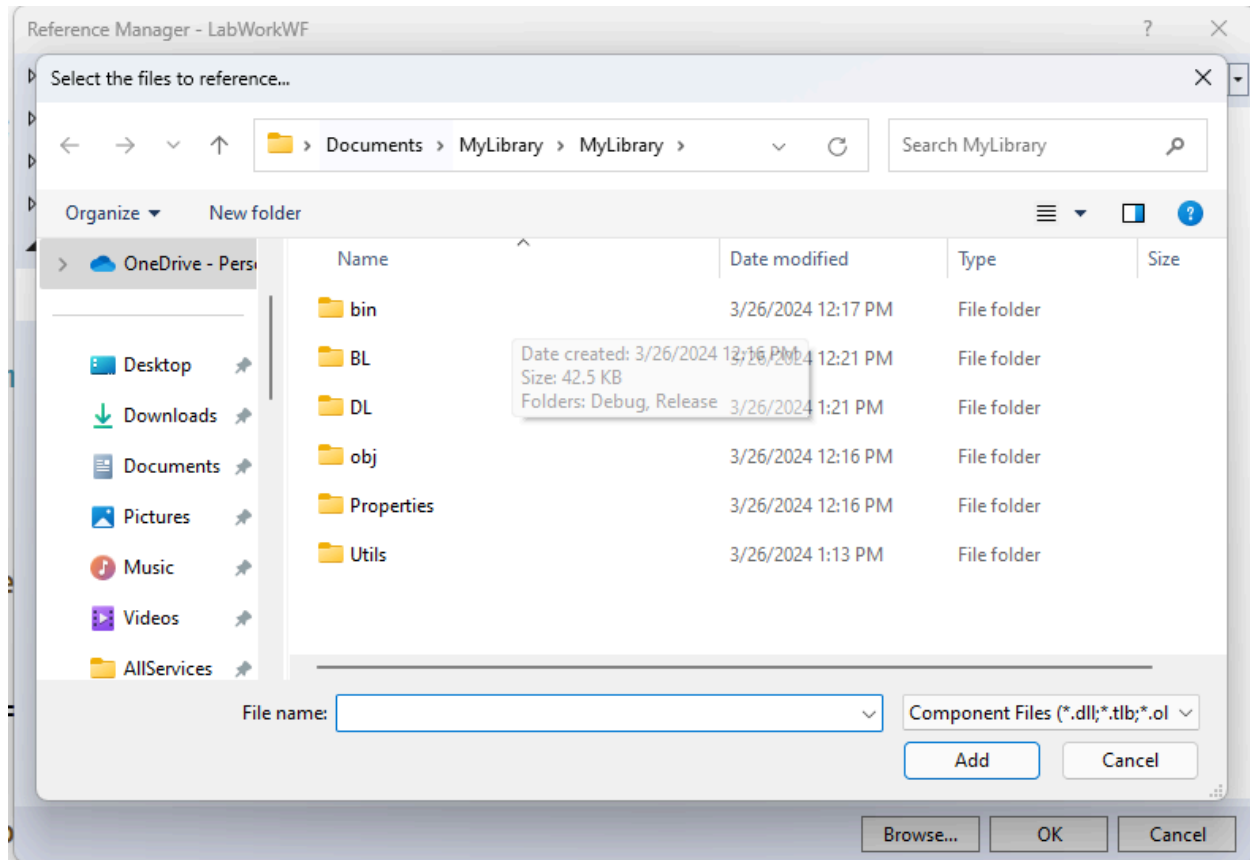 Reference Manager - LabWorkWF ?
Select the files to reference...
Documents > MyLibrary > MyLibrary >
Search MyLibrary
Organize New folder ?
OneDrive - Pers
Name Date modified Type Size
bin 3/26/2024 12:17 PM File folder
BL 12:21 PM File folder
DL 3/26/2024 1:21 PM File folder
obj 3/26/2024 12:16 PM File folder
Properties 3/26/2024 12:16 PM File folder
Utils 3/26/2024 1:13 PM File folder
Date created: 3/26/2024 12:16 PM
Size: 42.5 KB
Folders: Debug, Release
Desktop
Downloads
Documents
Pictures
Music
Videos
AllServices
File name:
Component Files (*.dll;*.tlb;*.ol
Add Cancel
Browse... OK Cancel